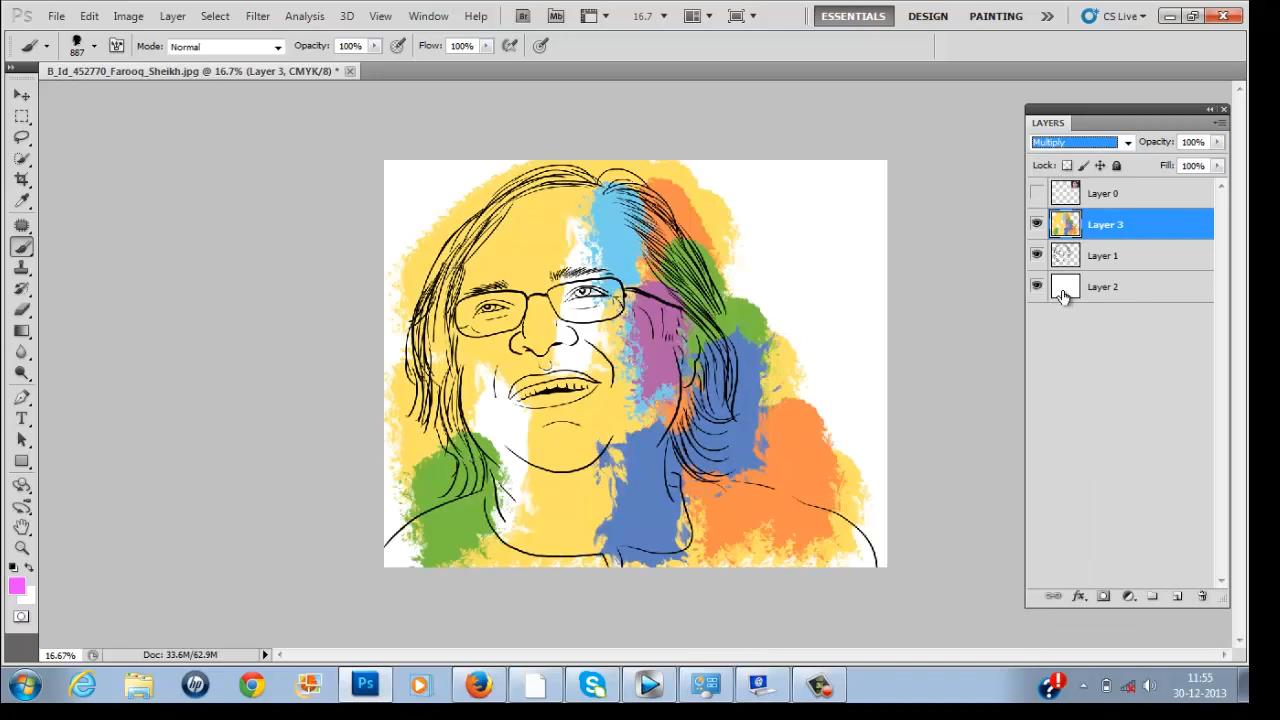 Ps File Edit Image Layer Select Filter Analysis 3D View Window Help Br Mb 16.7 ESSENTIALS DESIGN PAINTING CS Live
887 Mode: Normal Opacity: 100% Flow: 100%
B_Id_452770_Farooq_Sheikh.jpg @ 16.7% (Layer 3, CMYK/8) *
LAYERS
Multiply Opacity: 100%
Lock: Fill: 100%
Layer 0
Layer 3
Layer 1
Layer 2
fx
T
16.67% Doc: 33.6M/62.9M
hp Ps
11:55
30-12-2013